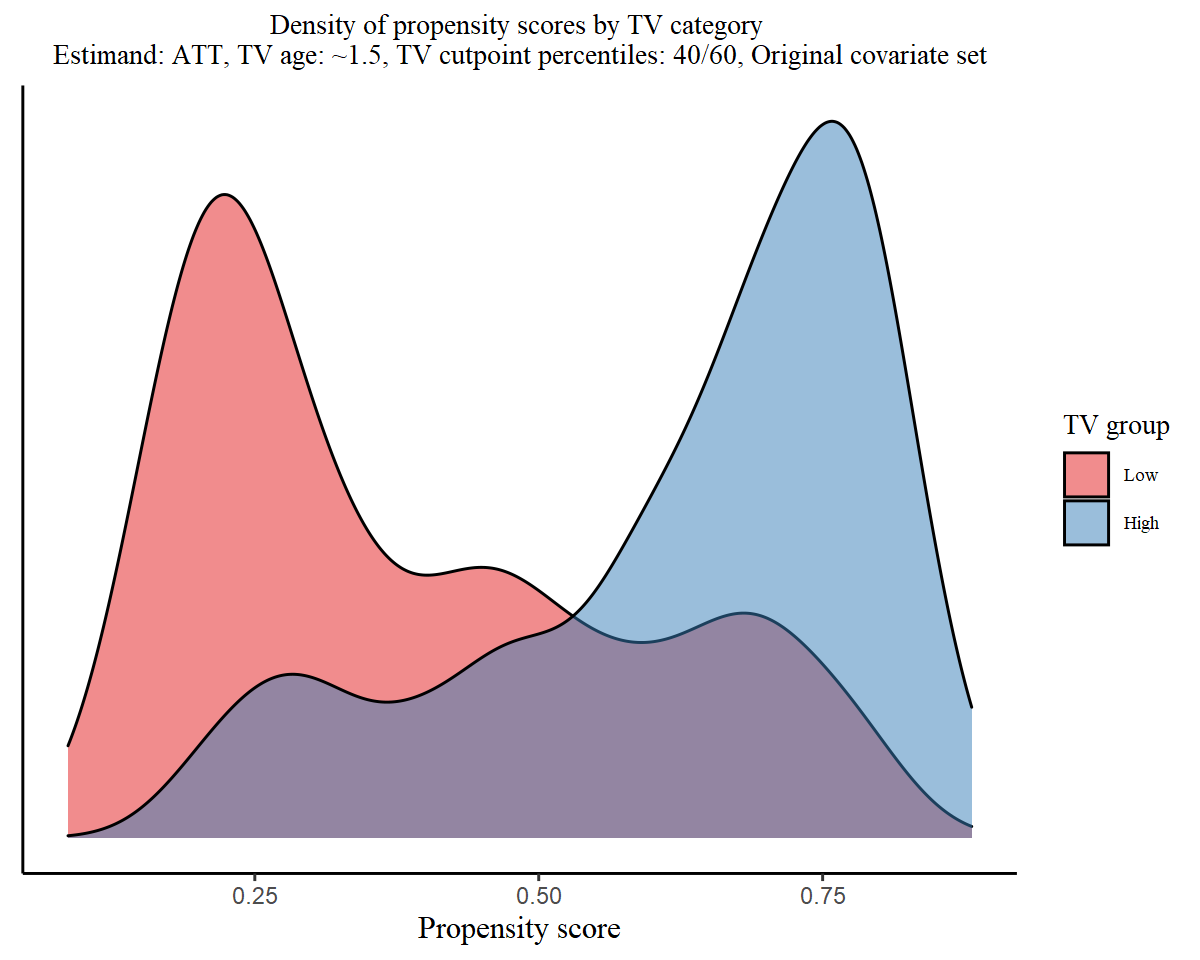 Density of propensity scores by TV category
Estimand: ATT, TV age: ~1.5, TV cutpoint percentiles: 40/60, Original covariate set
TV group
Low
High
0.25 0.50 0.75
Propensity score